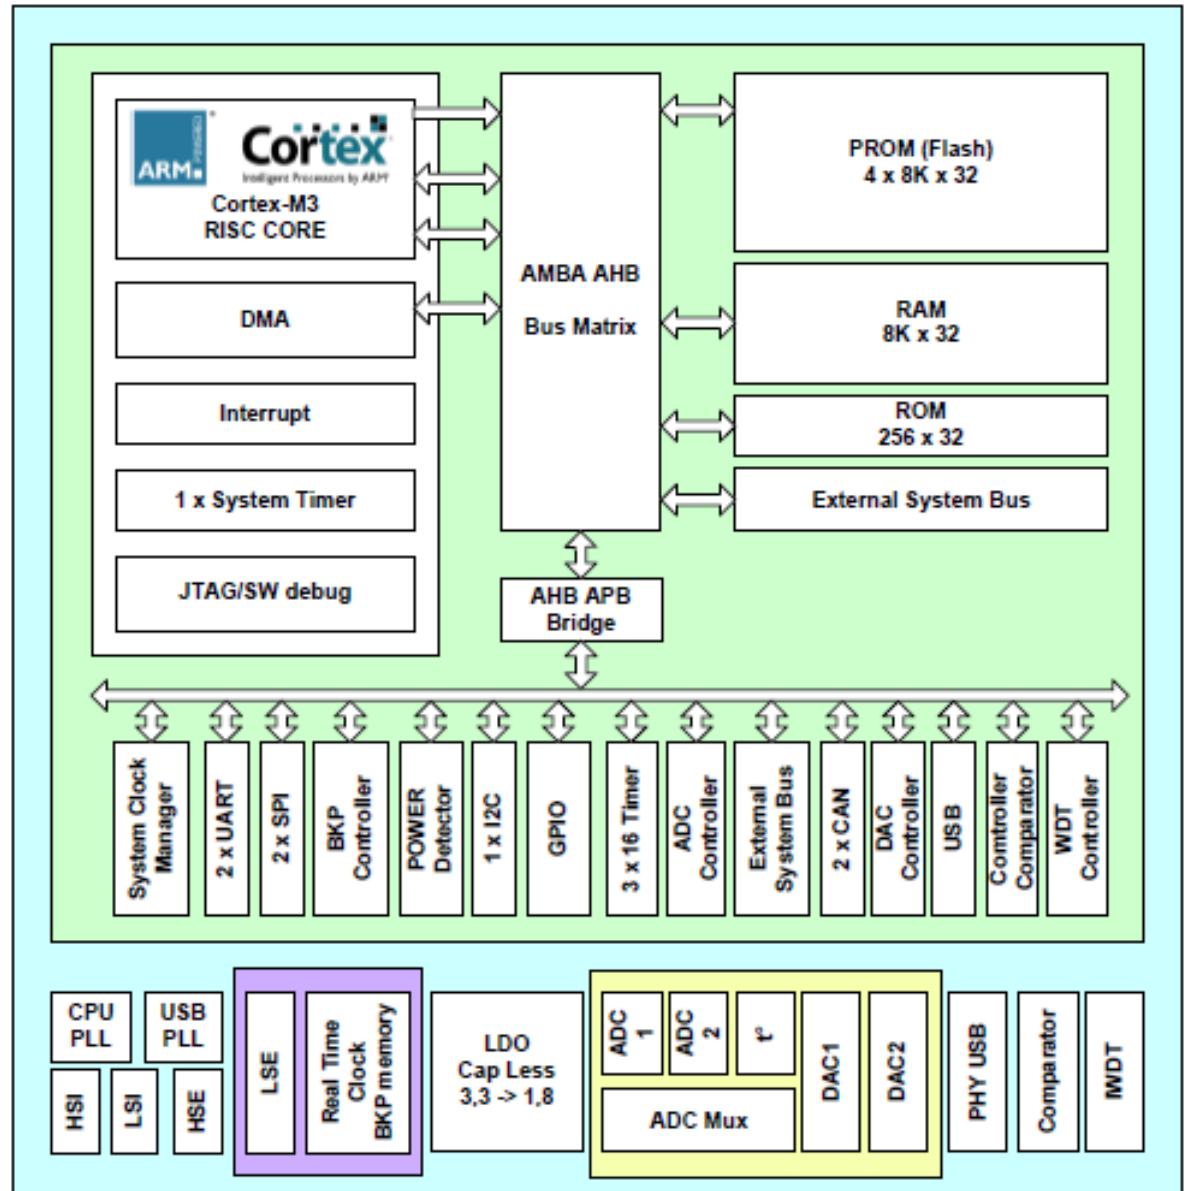 ARM
POWERED
Cortex
Intelligent Processors by ARM
Cortex-M3
RISC CORE
DMA
Interrupt
1 x System Timer
JTAG/SW debug
AMBA AHB
Bus Matrix
AHB APB
Bridge
PROM (Flash)
4 x 8K x 32
RAM
8K x 32
ROM
256 x 32
External System Bus
System Clock
Manager
2 x UART
2 x SPI
BKP
Controller
POWER
Detector
1 x I2C
GPIO
3 x 16 Timer
ADC
Controller
External
System Bus
2 x CAN
DAC
Controller
USB
Comtroller
Comparator
WDT
Controller
CPU
PLL
USB
PLL
HSI
LSI
HSE
LSE
Real Time
Clock
BKP memory
LDO
Cap Less
3,3 -> 1,8
ADC
1
ADC
2
t°
ADC Mux
DAC1
DAC2
PHY USB
Comparator
IWDT